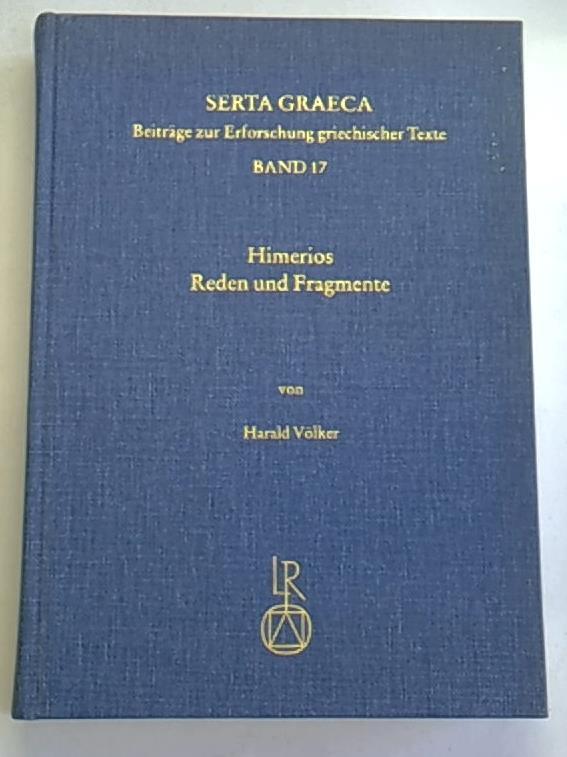 SERTA GRAECA
Beiträge zur Erforschung griechischer Texte
BAND 17
Himerios
Reden und Fragmente
von
Harald Völker
LR